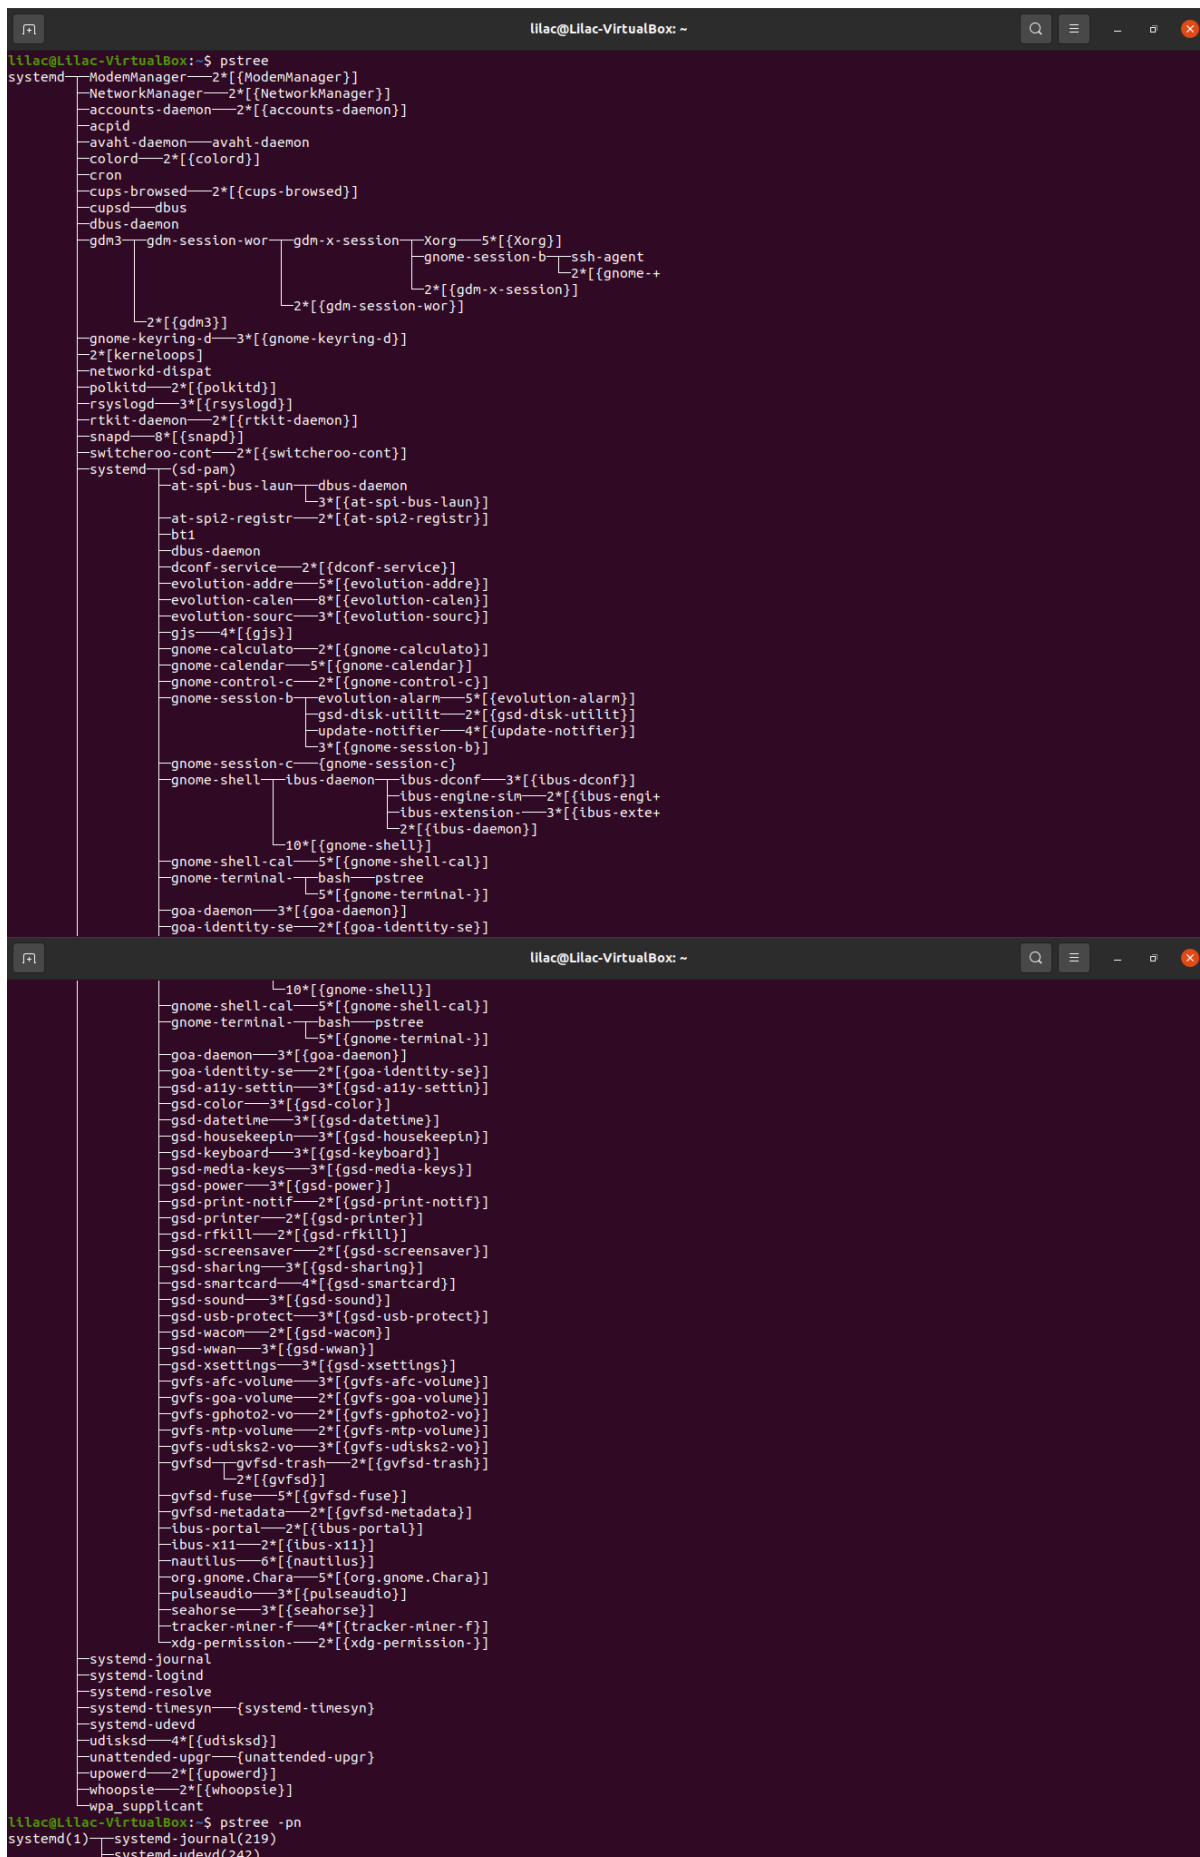 lilac@Lilac-VirtualBox: ~
lilac@Lilac-VirtualBox:~$ pstree
systemd─┬─ModemManager───2*[{ModemManager}]
        ├─NetworkManager───2*[{NetworkManager}]
        ├─accounts-daemon───2*[{accounts-daemon}]
        ├─acpid
        ├─avahi-daemon───avahi-daemon
        ├─colord───2*[{colord}]
        ├─cron
        ├─cups-browsed───2*[{cups-browsed}]
        ├─cupsd───dbus
        ├─dbus-daemon
        ├─gdm3─┬─gdm-session-wor─┬─gdm-x-session─┬─Xorg───5*[{Xorg}]
        │      │                 │               ├─gnome-session-b─┬─ssh-agent
        │      │                 │               │                 └─2*[{gnome-+
        │      │                 │               └─2*[{gdm-x-session}]
        │      │                 └─2*[{gdm-session-wor}]
        │      └─2*[{gdm3}]
        ├─gnome-keyring-d───3*[{gnome-keyring-d}]
        ├─2*[kerneloops]
        ├─networkd-dispat
        ├─polkitd───2*[{polkitd}]
        ├─rsyslogd───3*[{rsyslogd}]
        ├─rtkit-daemon───2*[{rtkit-daemon}]
        ├─snapd───8*[{snapd}]
        ├─switcheroo-cont───2*[{switcheroo-cont}]
        ├─systemd─┬─(sd-pam)
        │         ├─at-spi-bus-laun─┬─dbus-daemon
        │         │                 └─3*[{at-spi-bus-laun}]
        │         ├─at-spi2-registr───2*[{at-spi2-registr}]
        │         ├─bt1
        │         ├─dbus-daemon
        │         ├─dconf-service───2*[{dconf-service}]
        │         ├─evolution-addre───5*[{evolution-addre}]
        │         ├─evolution-calen───8*[{evolution-calen}]
        │         ├─evolution-sourc───3*[{evolution-sourc}]
        │         ├─gjs───4*[{gjs}]
        │         ├─gnome-calculato───2*[{gnome-calculato}]
        │         ├─gnome-calendar───5*[{gnome-calendar}]
        │         ├─gnome-control-c───2*[{gnome-control-c}]
        │         ├─gnome-session-b─┬─evolution-alarm───5*[{evolution-alarm}]
        │         │                 ├─gsd-disk-utilit───2*[{gsd-disk-utilit}]
        │         │                 ├─update-notifier───4*[{update-notifier}]
        │         │                 └─3*[{gnome-session-b}]
        │         ├─gnome-session-c───{gnome-session-c}
        │         ├─gnome-shell─┬─ibus-daemon─┬─ibus-dconf───3*[{ibus-dconf}]
        │         │             │             ├─ibus-engine-sim───2*[{ibus-engi+
        │         │             │             ├─ibus-extension-───3*[{ibus-exte+
        │         │             │             └─2*[{ibus-daemon}]
        │         │             └─10*[{gnome-shell}]
        │         ├─gnome-shell-cal───5*[{gnome-shell-cal}]
        │         ├─gnome-terminal-─┬─bash───pstree
        │         │                 └─5*[{gnome-terminal-}]
        │         ├─goa-daemon───3*[{goa-daemon}]
        │         ├─goa-identity-se───2*[{goa-identity-se}]
lilac@Lilac-VirtualBox: ~
        │         │             └─10*[{gnome-shell}]
        │         ├─gnome-shell-cal───5*[{gnome-shell-cal}]
        │         ├─gnome-terminal-─┬─bash───pstree
        │         │                 └─5*[{gnome-terminal-}]
        │         ├─goa-daemon───3*[{goa-daemon}]
        │         ├─goa-identity-se───2*[{goa-identity-se}]
        │         ├─gsd-a11y-settin───3*[{gsd-a11y-settin}]
        │         ├─gsd-color───3*[{gsd-color}]
        │         ├─gsd-datetime───3*[{gsd-datetime}]
        │         ├─gsd-housekeepin───3*[{gsd-housekeepin}]
        │         ├─gsd-keyboard───3*[{gsd-keyboard}]
        │         ├─gsd-media-keys───3*[{gsd-media-keys}]
        │         ├─gsd-power───3*[{gsd-power}]
        │         ├─gsd-print-notif───2*[{gsd-print-notif}]
        │         ├─gsd-printer───2*[{gsd-printer}]
        │         ├─gsd-rfkill───2*[{gsd-rfkill}]
        │         ├─gsd-screensaver───2*[{gsd-screensaver}]
        │         ├─gsd-sharing───3*[{gsd-sharing}]
        │         ├─gsd-smartcard───4*[{gsd-smartcard}]
        │         ├─gsd-sound───3*[{gsd-sound}]
        │         ├─gsd-usb-protect───3*[{gsd-usb-protect}]
        │         ├─gsd-wacom───2*[{gsd-wacom}]
        │         ├─gsd-wwan───3*[{gsd-wwan}]
        │         ├─gsd-xsettings───3*[{gsd-xsettings}]
        │         ├─gvfs-afc-volume───3*[{gvfs-afc-volume}]
        │         ├─gvfs-goa-volume───2*[{gvfs-goa-volume}]
        │         ├─gvfs-gphoto2-vo───2*[{gvfs-gphoto2-vo}]
        │         ├─gvfs-mtp-volume───2*[{gvfs-mtp-volume}]
        │         ├─gvfs-udisks2-vo───3*[{gvfs-udisks2-vo}]
        │         ├─gvfsd─┬─gvfsd-trash───2*[{gvfsd-trash}]
        │         │       └─2*[{gvfsd}]
        │         ├─gvfsd-fuse───5*[{gvfsd-fuse}]
        │         ├─gvfsd-metadata───2*[{gvfsd-metadata}]
        │         ├─ibus-portal───2*[{ibus-portal}]
        │         ├─ibus-x11───2*[{ibus-x11}]
        │         ├─nautilus───6*[{nautilus}]
        │         ├─org.gnome.Chara───5*[{org.gnome.Chara}]
        │         ├─pulseaudio───3*[{pulseaudio}]
        │         ├─seahorse───3*[{seahorse}]
        │         ├─tracker-miner-f───4*[{tracker-miner-f}]
        │         └─xdg-permission-───2*[{xdg-permission-}]
        ├─systemd-journal
        ├─systemd-logind
        ├─systemd-resolve
        ├─systemd-timesyn───{systemd-timesyn}
        ├─systemd-udevd
        ├─udisksd───4*[{udisksd}]
        ├─unattended-upgr───{unattended-upgr}
        ├─upowerd───2*[{upowerd}]
        ├─whoopsie───2*[{whoopsie}]
        └─wpa_supplicant
lilac@Lilac-VirtualBox:~$ pstree -pn
systemd(1)─┬─systemd-journal(219)
           ├─systemd-udevd(242)